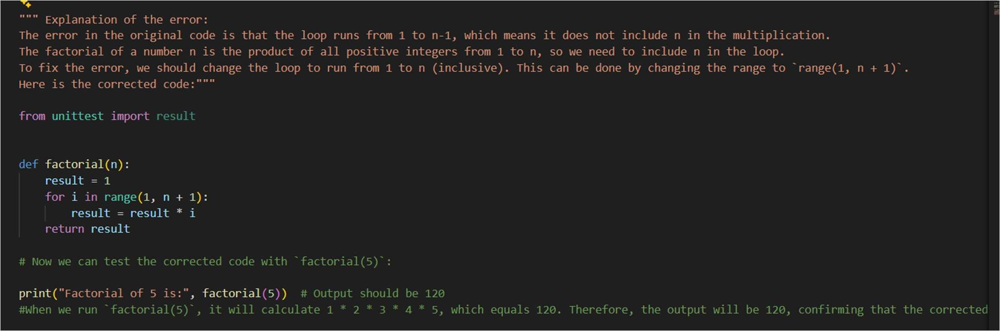 """ Explanation of the error:
The error in the original code is that the loop runs from 1 to n-1, which means it does not include n in the multiplication.
The factorial of a number n is the product of all positive integers from 1 to n, so we need to include n in the loop.
To fix the error, we should change the loop to run from 1 to n (inclusive). This can be done by changing the range to `range(1, n + 1)`.
Here is the corrected code:"""
from unittest import result
def factorial(n):
    result = 1
    for i in range(1, n + 1):
        result = result * i
    return result
# Now we can test the corrected code with `factorial(5)`:
print("Factorial of 5 is:", factorial(5))  # Output should be 120
#When we run `factorial(5)`, it will calculate 1 * 2 * 3 * 4 * 5, which equals 120. Therefore, the output will be 120, confirming that the corrected